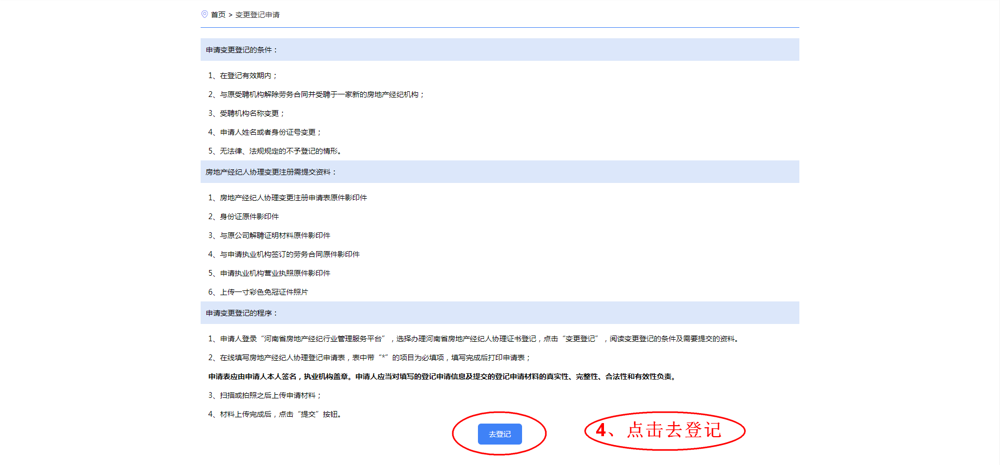 首页 > 变更登记申请
申请变更登记的条件：
1、在登记有效期内；
2、与原受聘机构解除劳务合同并受聘于一家新的房地产经纪机构；
3、受聘机构名称变更；
4、申请人姓名或者身份证号变更；
5、无法律、法规规定的不予登记的情形。
房地产经纪人协理变更注册需提交资料：
1、房地产经纪人协理变更注册申请表原件影印件
2、身份证原件影印件
3、与原公司解聘证明材料原件影印件
4、与申请执业机构签订的劳务合同原件影印件
5、申请执业机构营业执照原件影印件
6、上传一寸彩色免冠证件照片
申请变更登记的程序：
1、申请人登录“河南省房地产经纪行业管理服务平台”，选择办理河南省房地产经纪人协理证书登记，点击“变更登记”，阅读变更登记的条件及需要提交的资料。
2、在线填写房地产经纪人协理登记申请表，表中带“*”的项目为必填项，填写完成后打印申请表；
申请表应由申请人本人签名，执业机构盖章。申请人应当对填写的登记申请信息及提交的登记申请材料的真实性、完整性、合法性和有效性负责。
3、扫描或拍照之后上传申请材料；
4、材料上传完成后，点击“提交”按钮。
去登记
4、点击去登记